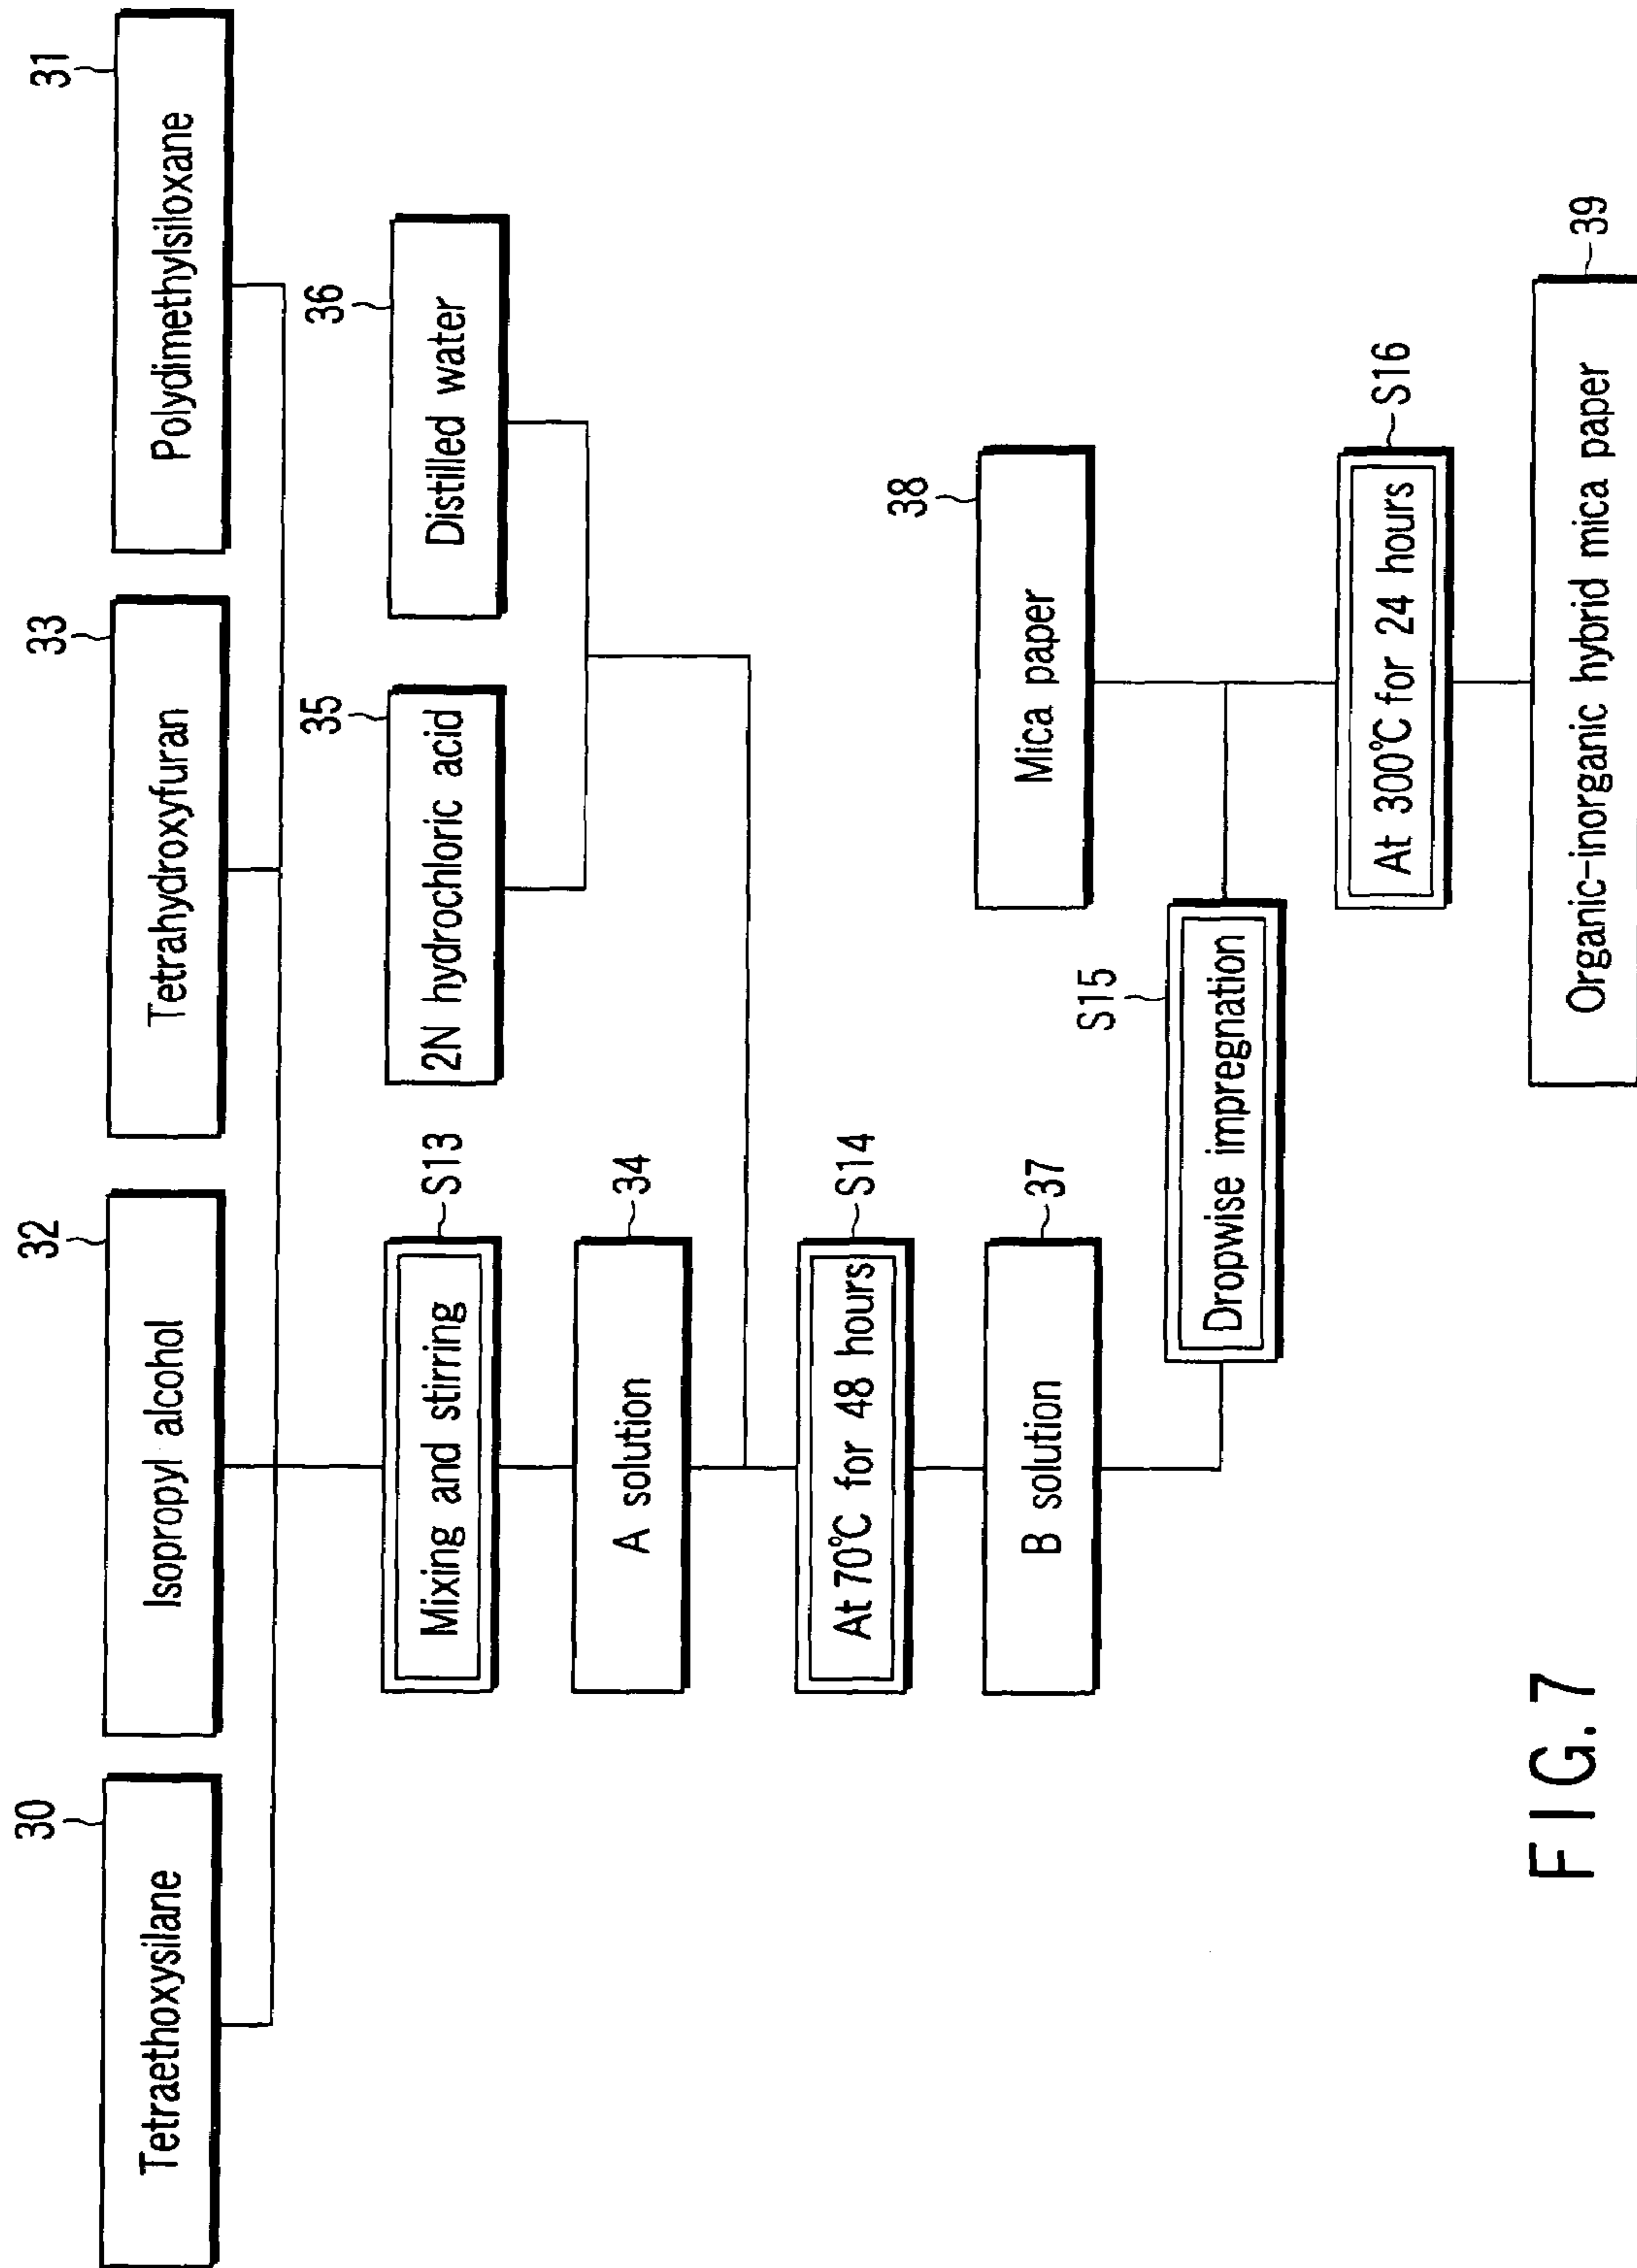 30
32
33
31
Tetraethoxysilane
Isopropyl alcohol
Tetrahydroxyfuran
Polydimethylsiloxane
35
36
Mixing and stirring
S13
2N hydrochloric acid
Distilled water
A solution
34
At 70℃ for 48 hours
S14
38
B solution
37
Mica paper
S15
Dropwise impregnation
At 300℃ for 24 hours
S16
Organic-inorganic hybrid mica paper
39
FIG. 7